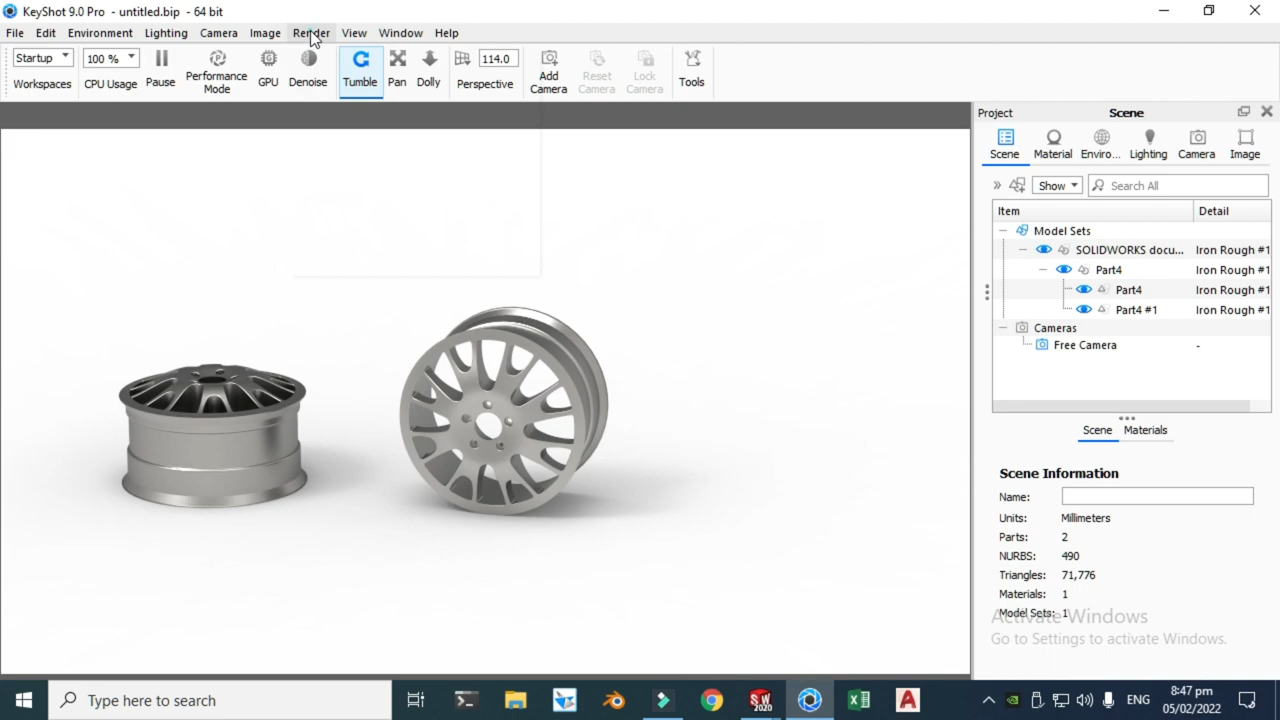 KeyShot 9.0 Pro - untitled.bip - 64 bit
File Edit Environment Lighting Camera Image Render View Window Help
Startup 100 % 114.0
Workspaces CPU Usage Pause Performance Mode GPU Denoise Tumble Pan Dolly Perspective Add Camera Reset Camera Lock Camera Tools
Project Scene
Scene Material Enviro... Lighting Camera Image
» Show Search All
Item Detail
Model Sets
SOLIDWORKS docu... Iron Rough #1
Part4 Iron Rough #1
Part4 Iron Rough #1
Part4 #1 Iron Rough #1
Cameras
Free Camera -
Scene Materials
Scene Information
Name:
Units: Millimeters
Parts: 2
NURBS: 490
Triangles: 71,776
Materials: 1
Model Sets: 1
Activate Windows
Go to Settings to activate Windows.
Type here to search
SW 2020
ENG
8:47 pm
05/02/2022